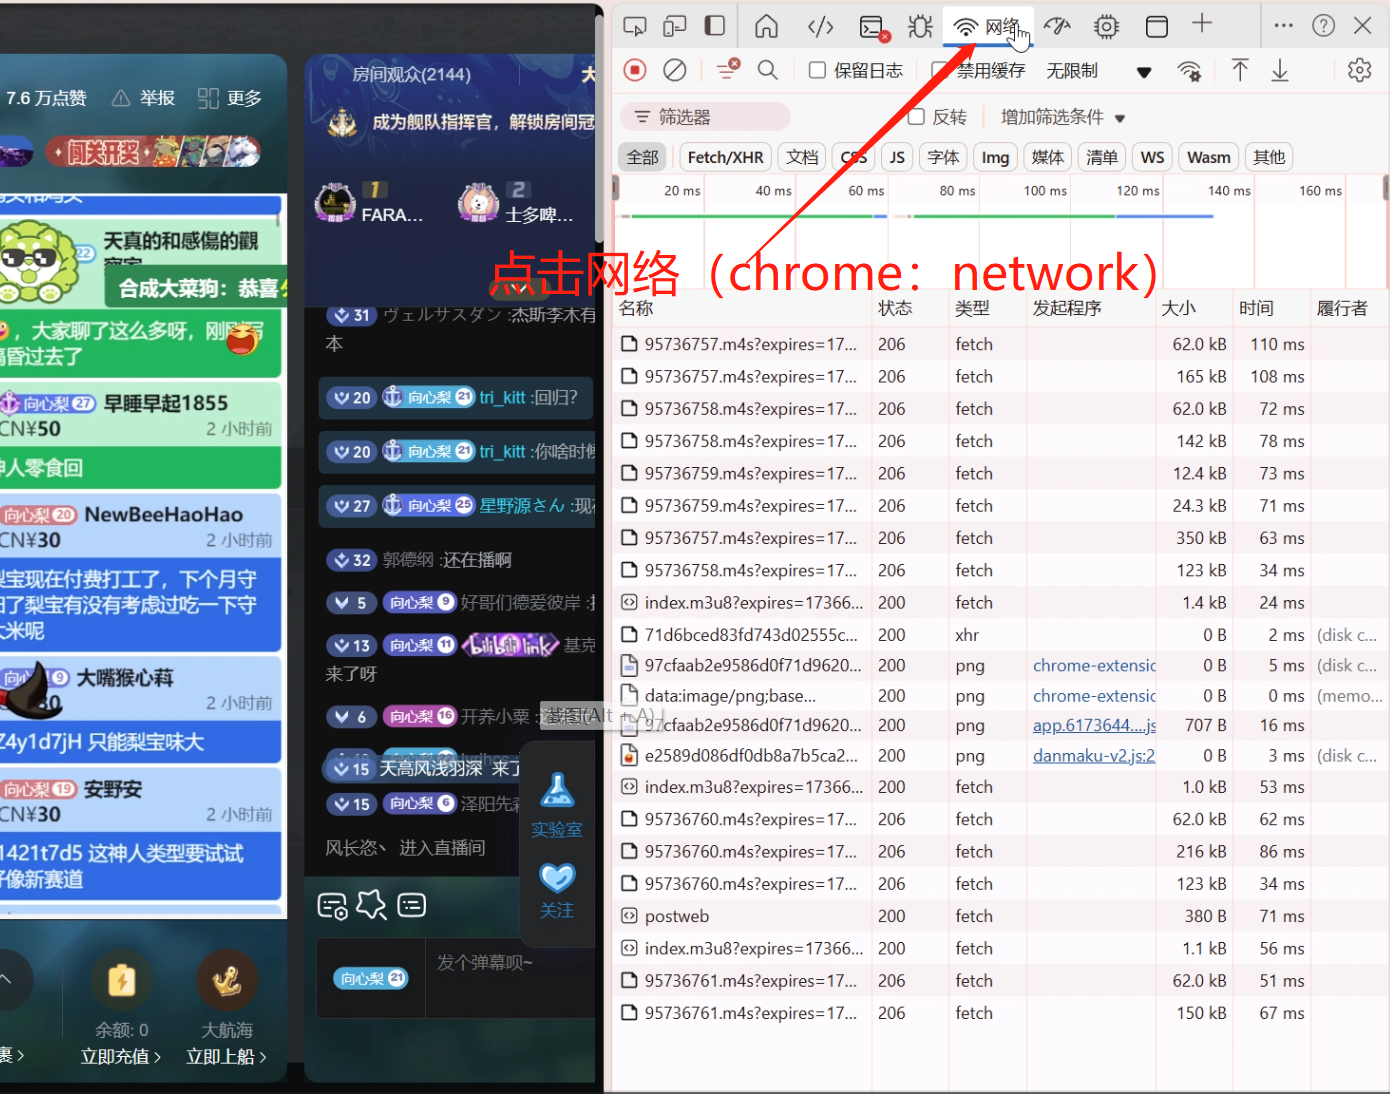 7.6 万点赞
举报
更多
闯关开奖
22
天真的和感傷的觀
合成大菜狗：恭喜
，大家聊了这么多呀，刚
昏过去了
向心梨 27 早睡早起1855
CN¥50
2 小时前
人零食回
向心梨 20 NewBeeHaoHao
CN¥30
2 小时前
梨宝现在付费打工了，下个月守
了梨宝有没有考虑过吃一下守
大米呢
9 大嘴猴心蒋
2 小时前
Z4y1d7jH 只能梨宝味大
向心梨 19 安野安
CN¥30
2 小时前
1421t7d5 这神人类型要试试
像新赛道
余额: 0
立即充值 >
大航海
立即上船 >
房间观众(2144)
大
成为舰队指挥官，解锁房间冠
1
FARA...
2
士多啤...
31 ヴェルサスダン :杰斯李木有
本
20 向心梨 21 tri_kitt :回归?
20 向心梨 21 tri_kitt :你啥时候
27 向心梨 25 星野源さん :现
32 郭德纲 :还在播啊
5 向心梨 9 好哥们德爱彼岸 :
13 向心梨 11 bilibili link 基克
来了呀
6 向心梨 16 开养小粟 :
截图(Alt + A)
15 天高风浅羽深 来了
15 向心梨 6 泽阳先
风长恣丶 进入直播间
实验室
关注
向心梨 21
发个弹幕呗~
网络
保留日志
禁用缓存
无限制
筛选器
反转
增加筛选条件
全部
Fetch/XHR
文档
CSS
JS
字体
Img
媒体
清单
WS
Wasm
其他
20 ms
40 ms
60 ms
80 ms
100 ms
120 ms
140 ms
160 ms
点击网络（chrome：network）
名称 状态 类型 发起程序 大小 时间 履行者
95736757.m4s?expires=17... 206 fetch 62.0 kB 110 ms
95736757.m4s?expires=17... 206 fetch 165 kB 108 ms
95736758.m4s?expires=17... 206 fetch 62.0 kB 72 ms
95736758.m4s?expires=17... 206 fetch 142 kB 78 ms
95736759.m4s?expires=17... 206 fetch 12.4 kB 73 ms
95736759.m4s?expires=17... 206 fetch 24.3 kB 71 ms
95736757.m4s?expires=17... 206 fetch 350 kB 63 ms
95736758.m4s?expires=17... 206 fetch 123 kB 34 ms
index.m3u8?expires=17366... 200 fetch 1.4 kB 24 ms
71d6bced83fd743d02555c... 200 xhr 0 B 2 ms (disk c...
97cfaab2e9586d0f71d9620... 200 png chrome-extensic 0 B 5 ms (disk c...
data:image/png;base... 200 png chrome-extensic 0 B 0 ms (memo...
97cfaab2e9586d0f71d9620... 200 png app.6173644....js 707 B 16 ms
e2589d086df0db8a7b5ca2... 200 png danmaku-v2.js:2 0 B 3 ms (disk c...
index.m3u8?expires=17366... 200 fetch 1.0 kB 53 ms
95736760.m4s?expires=17... 206 fetch 62.0 kB 62 ms
95736760.m4s?expires=17... 206 fetch 216 kB 86 ms
95736760.m4s?expires=17... 206 fetch 123 kB 34 ms
postweb 200 fetch 380 B 71 ms
index.m3u8?expires=17366... 200 fetch 1.1 kB 56 ms
95736761.m4s?expires=17... 206 fetch 62.0 kB 51 ms
95736761.m4s?expires=17... 206 fetch 150 kB 67 ms